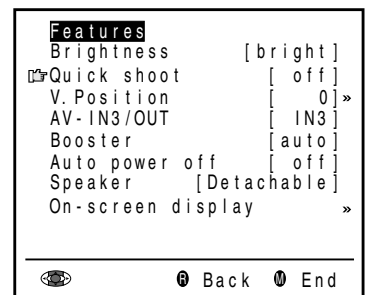 Features
Brightness [bright]
Quick shoot [ off]
V.Position [ 0]»
AV-IN3/OUT [ IN3]
Booster [auto]
Auto power off [ off]
Speaker [Detachable]
On-screen display »
R Back M End